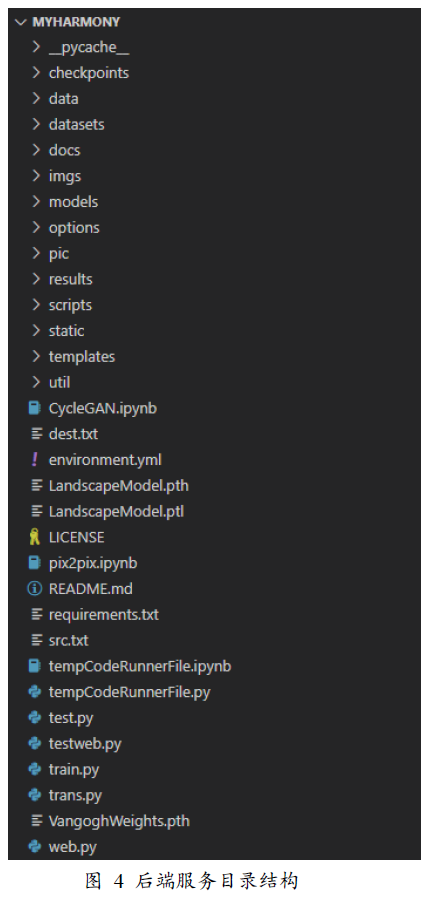 MYHARMONY
__pycache__
checkpoints
data
datasets
docs
imgs
models
options
pic
results
scripts
static
templates
util
CycleGAN.ipynb
dest.txt
environment.yml
LandscapeModel.pth
LandscapeModel.ptl
LICENSE
pix2pix.ipynb
README.md
requirements.txt
src.txt
tempCodeRunnerFile.ipynb
tempCodeRunnerFile.py
test.py
testweb.py
train.py
trans.py
VangoghWeights.pth
web.py
图 4 后端服务目录结构